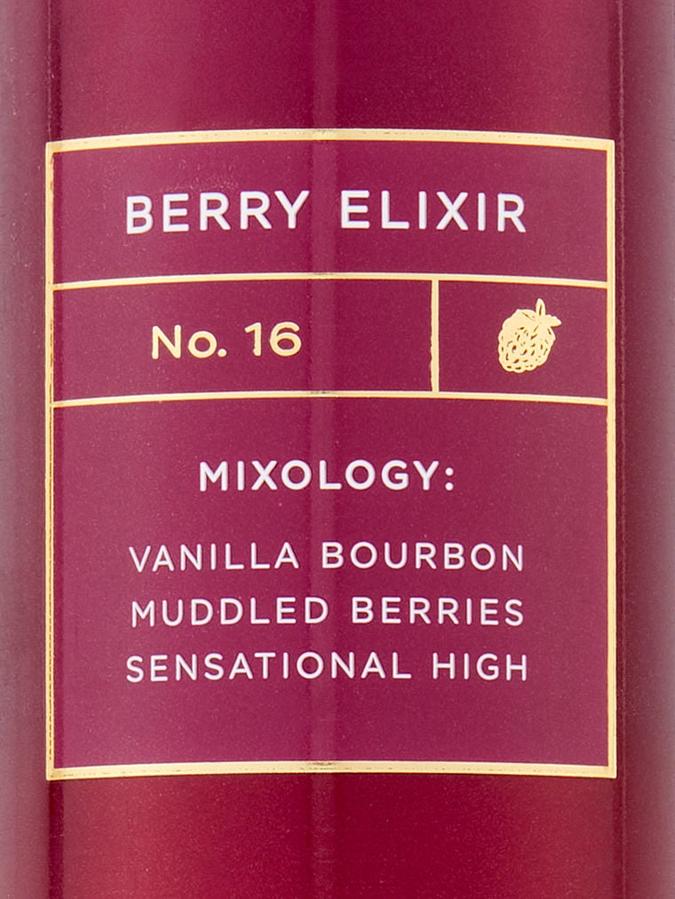 BERRY ELIXIR
No. 16
MIXOLOGY:
VANILLA BOURBON
MUDDLED BERRIES
SENSATIONAL HIGH